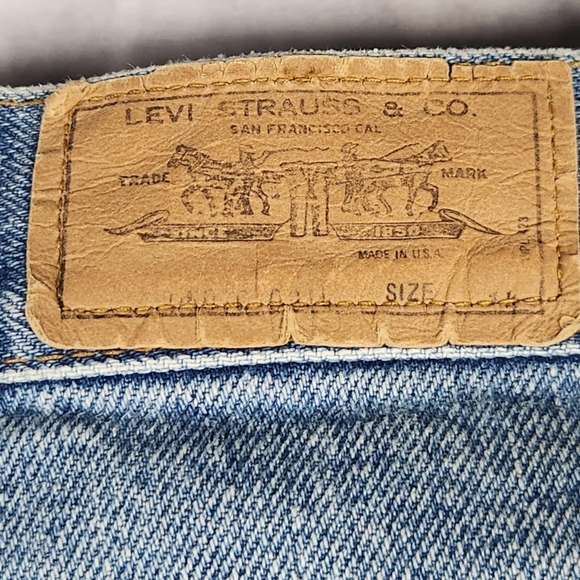 LEVI STRAUSS & CO.
SAN FRANCISCO CAL
TRADE MARK
SINCE 1850
MADE IN U.S.A.
SIZE